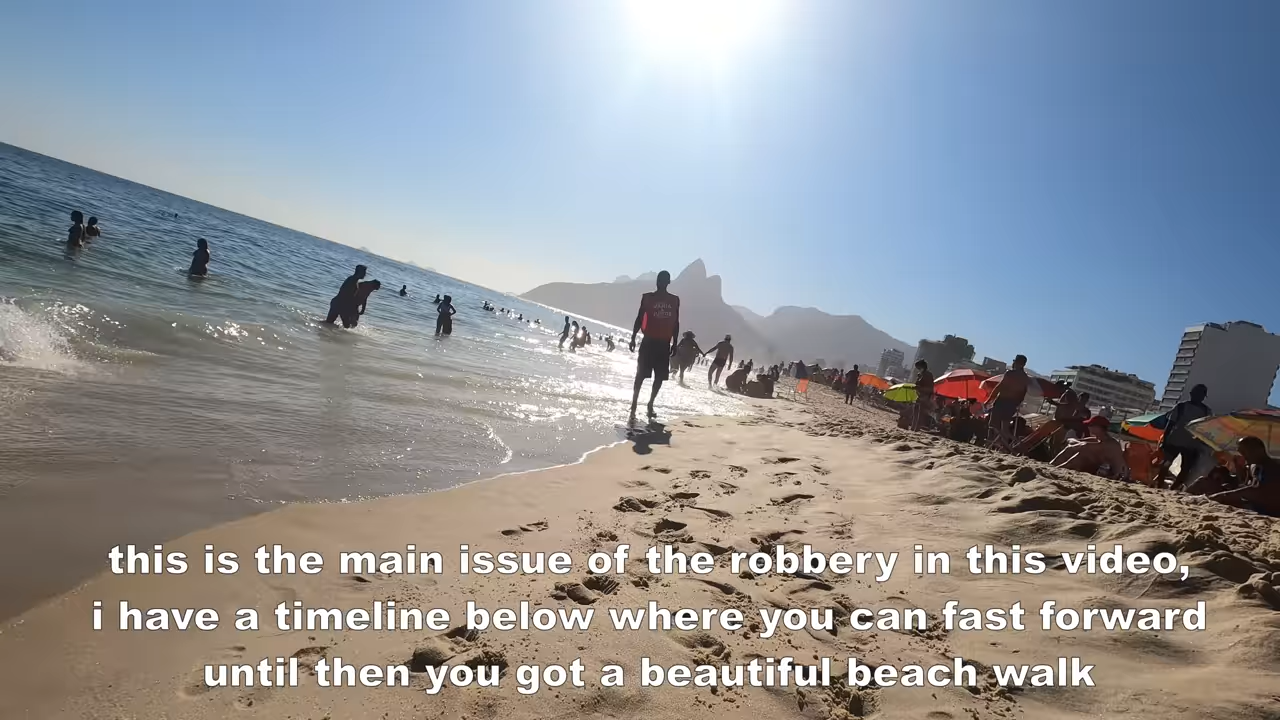 this is the main issue of the robbery in this video,
i have a timeline below where you can fast forward
until then you got a beautiful beach walk